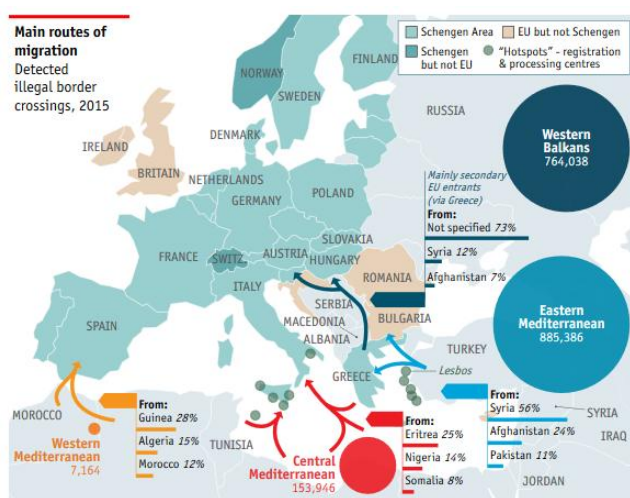 Main routes of
migration
Detected
illegal border
crossings, 2015
Schengen Area
EU but not Schengen
Schengen
but not EU
"Hotspots" - registration
& processing centres
FINLAND
NORWAY
SWEDEN
RUSSIA
DENMARK
IRELAND
BRITAIN
NETHERLANDS
POLAND
GERMANY
SLOVAKIA
FRANCE
SWITZ.
AUSTRIA
HUNGARY
ROMANIA
ITALY
SERBIA
SPAIN
MACEDONIA
BULGARIA
ALBANIA
TURKEY
GREECE
Lesbos
MOROCCO
TUNISIA
SYRIA
IRAQ
JORDAN
Western
Balkans
764,038
Mainly secondary
EU entrants
(via Greece)
From:
Not specified 73%
Syria 12%
Afghanistan 7%
Eastern
Mediterranean
885,386
From:
Syria 56%
Afghanistan 24%
Pakistan 11%
Central
Mediterranean
153,946
From:
Eritrea 25%
Nigeria 14%
Somalia 8%
Western
Mediterranean
7,164
From:
Guinea 28%
Algeria 15%
Morocco 12%